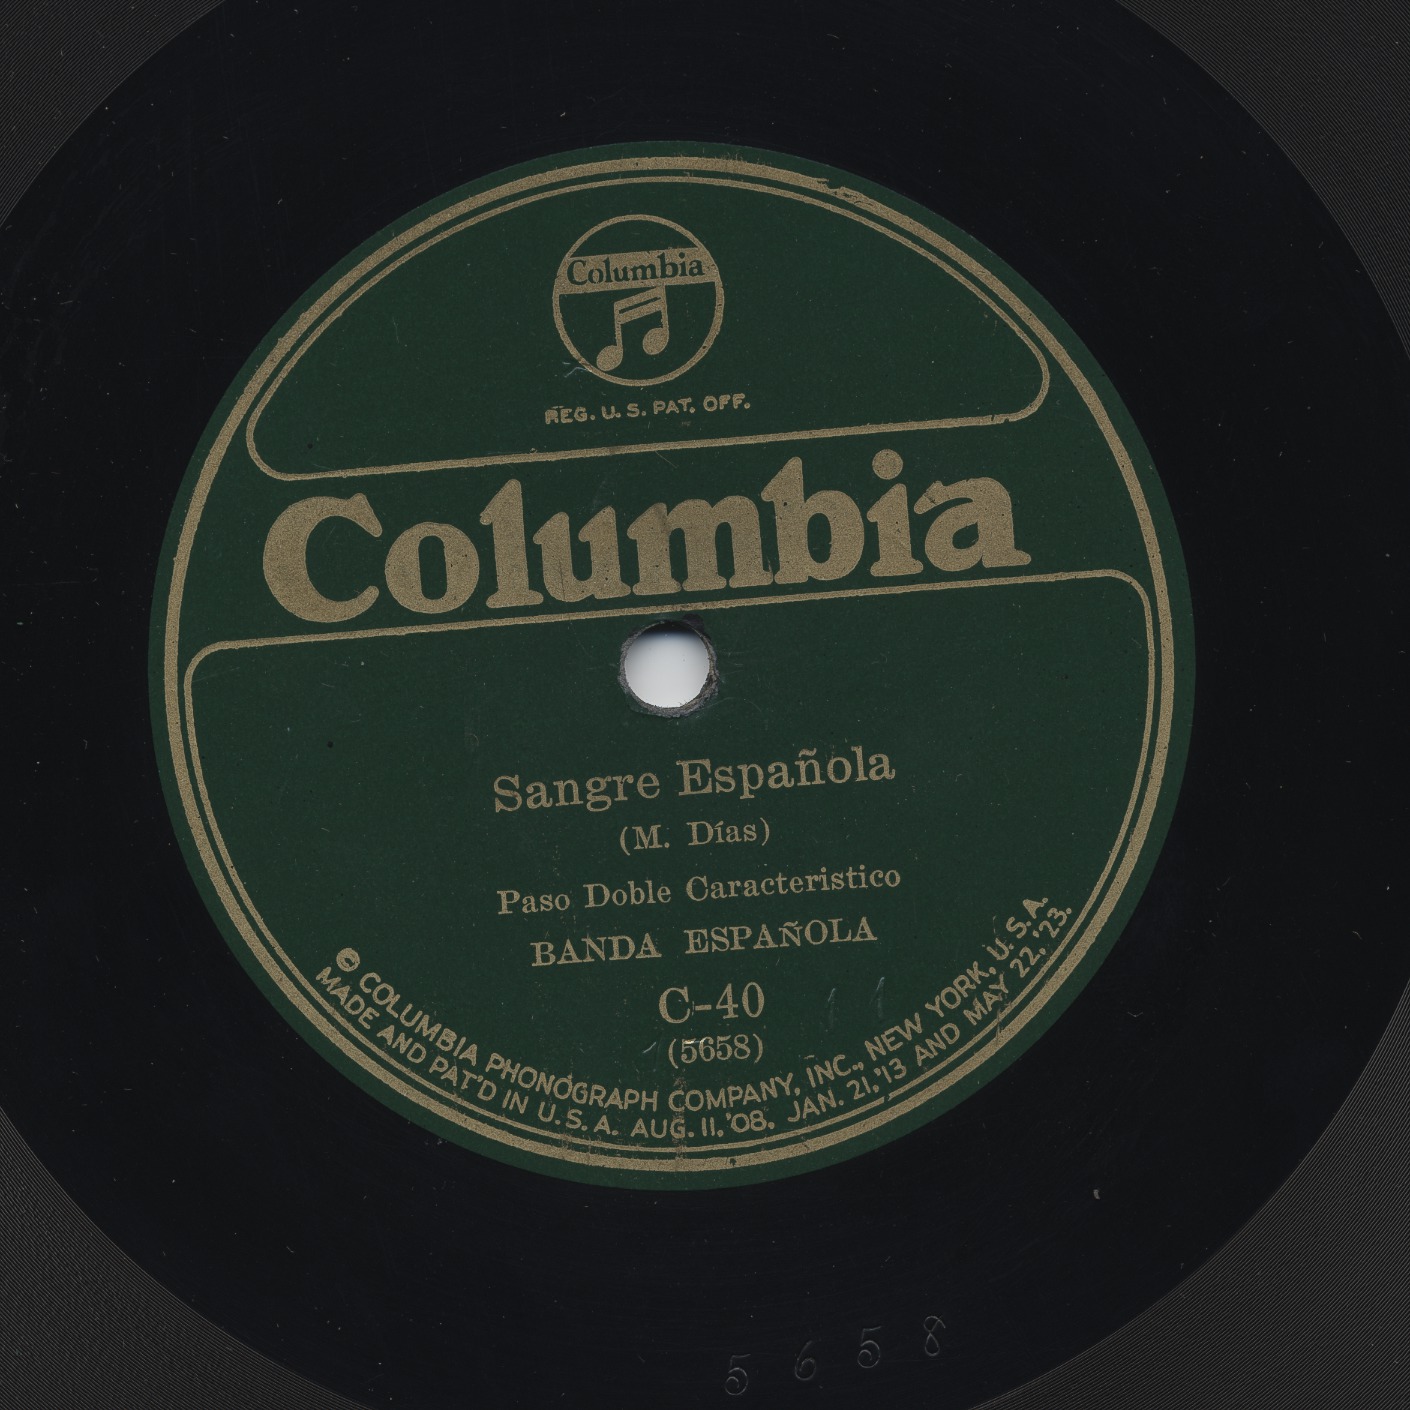 Columbia
REG. U. S. PAT. OFF.
Columbia
Sangre Española
(M. Días)
Paso Doble Caracteristico
BANDA ESPAÑOLA
C-40
(5658)
© COLUMBIA PHONOGRAPH COMPANY, INC., NEW YORK, U. S. A.
MADE AND PAT'D IN U. S. A. AUG. 11, '08. JAN. 21, '13 AND MAY 22, '23.
5658